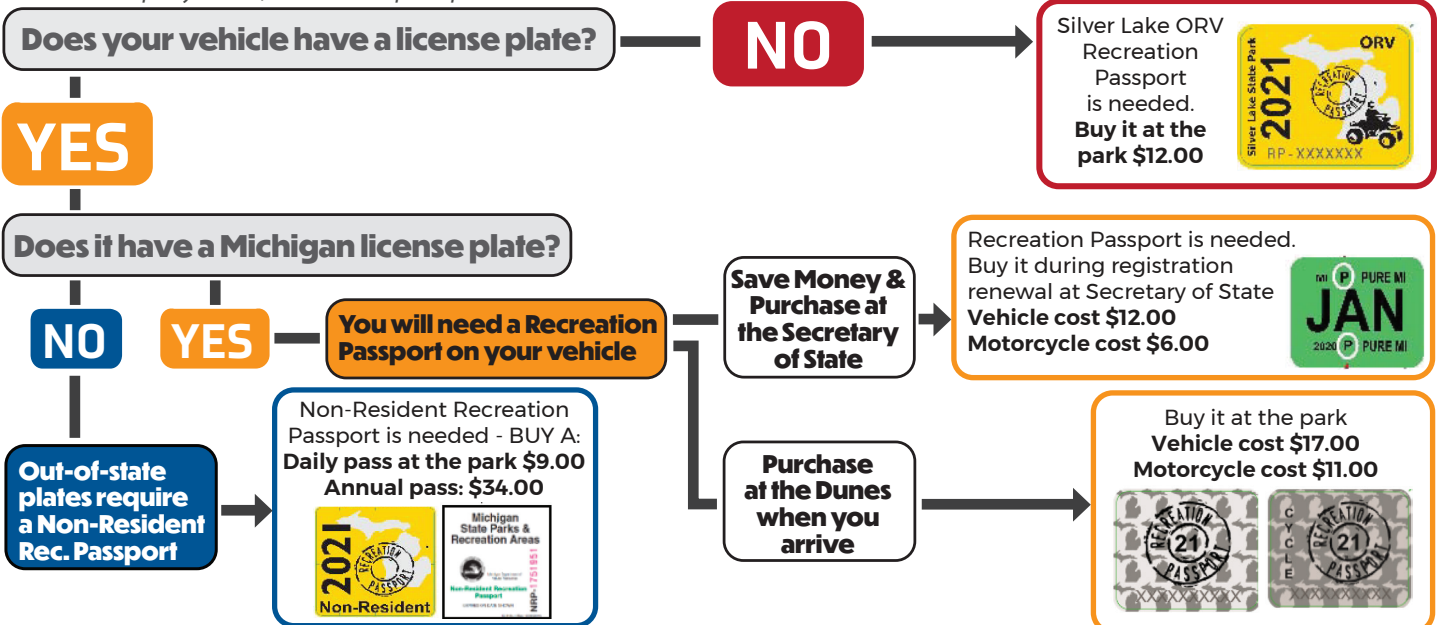 Does your vehicle have a license plate?
NO
Silver Lake ORV
Recreation
Passport
is needed.
Buy it at the
park $12.00
Silver Lake State Park
2021
ORV
RECREATION
PASSPORT
RP-XXXXXXX
YES
Does it have a Michigan license plate?
NO
YES
You will need a Recreation
Passport on your vehicle
Save Money &
Purchase at
the Secretary
of State
Recreation Passport is needed.
Buy it during registration
renewal at Secretary of State
Vehicle cost $12.00
Motorcycle cost $6.00
MI P PURE MI
JAN
2020 P PURE MI
Out-of-state
plates require
a Non-Resident
Rec. Passport
Non-Resident Recreation
Passport is needed - BUY A:
Daily pass at the park $9.00
Annual pass: $34.00
2021
RECREATION
PASSPORT
Non-Resident
Michigan
State Parks &
Recreation Areas
Non-Resident Recreation
Passport
NRP-1751951
Purchase
at the Dunes
when you
arrive
Buy it at the park
Vehicle cost $17.00
Motorcycle cost $11.00
RECREATION
21
PASSPORT
XXXXXXXXXX
CYCLE
RECREATION
21
PASSPORT
XXXXXXXXXX